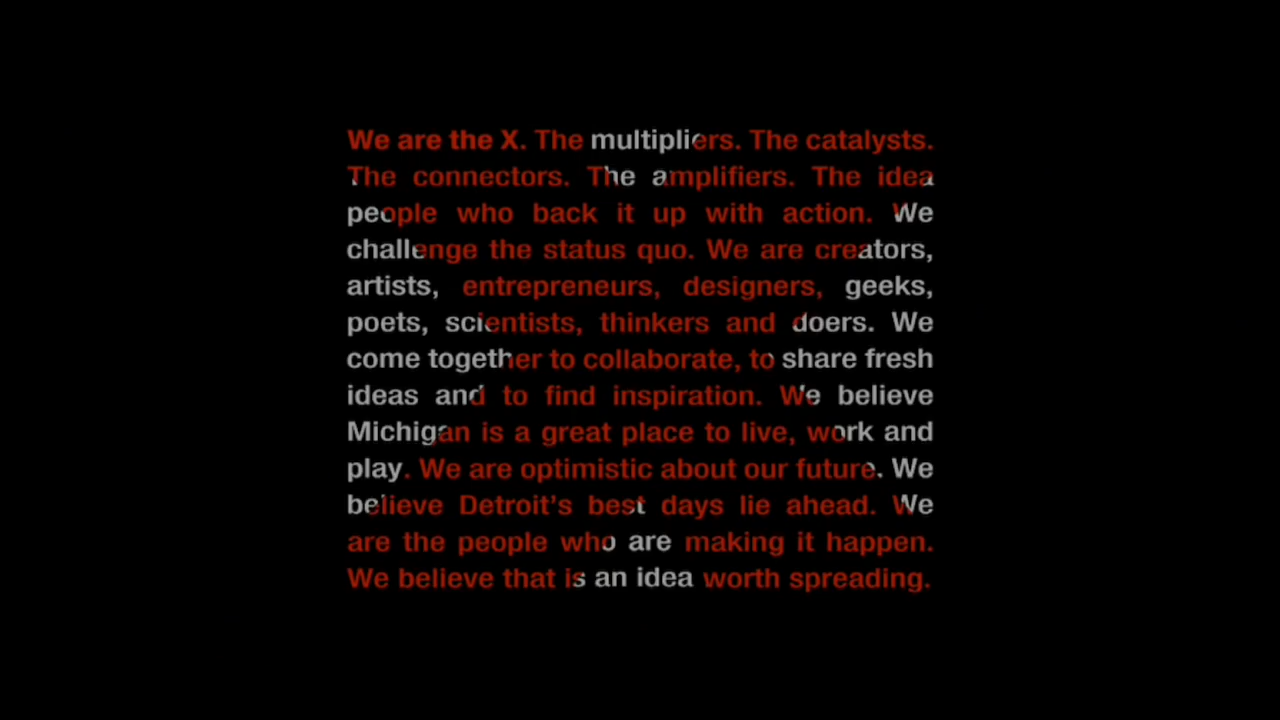 We are the X. The multipliers. The catalysts.
The connectors. The amplifiers. The idea
people who back it up with action. We
challenge the status quo. We are creators,
artists, entrepreneurs, designers, geeks,
poets, scientists, thinkers and doers. We
come together to collaborate, to share fresh
ideas and to find inspiration. We believe
Michigan is a great place to live, work and
play. We are optimistic about our future. We
believe Detroit’s best days lie ahead. We
are the people who are making it happen.
We believe that is an idea worth spreading.